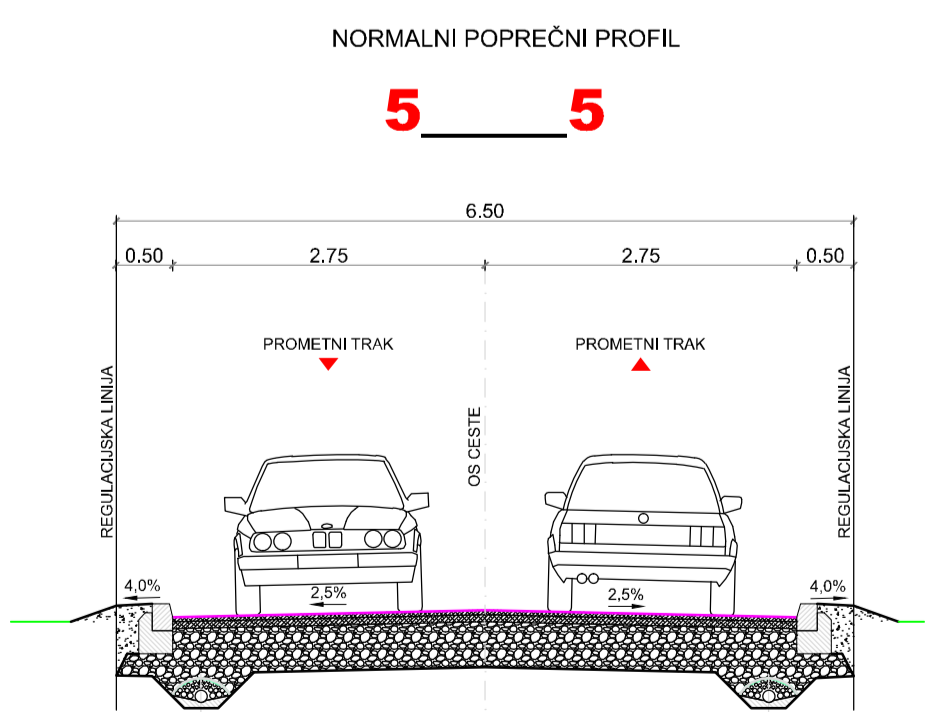 NORMALNI POPREČNI PROFIL
5 5
6.50
0.50 2.75 2.75 0.50
PROMETNI TRAK PROMETNI TRAK
REGULACIJSKA LINIJA
OS CESTE
REGULACIJSKA LINIJA
4,0% 2,5% 2,5% 4,0%